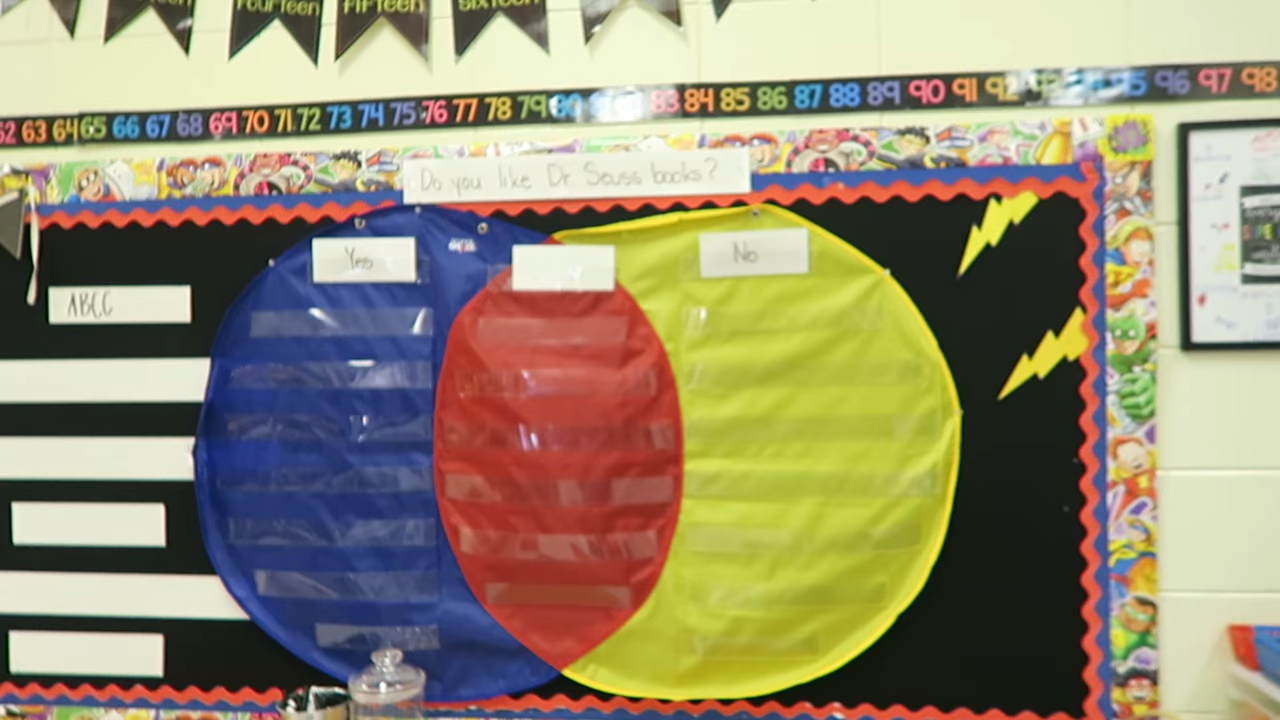 fourteen
fifteen
sixteen
63 64 65 66 67 68 69 70 71 72 73 74 75 76 77 78 79 83 84 85 86 87 88 89 90 91 92 95 96 97 98
Do you like Dr. Seuss books?
Yes
No
ABCC